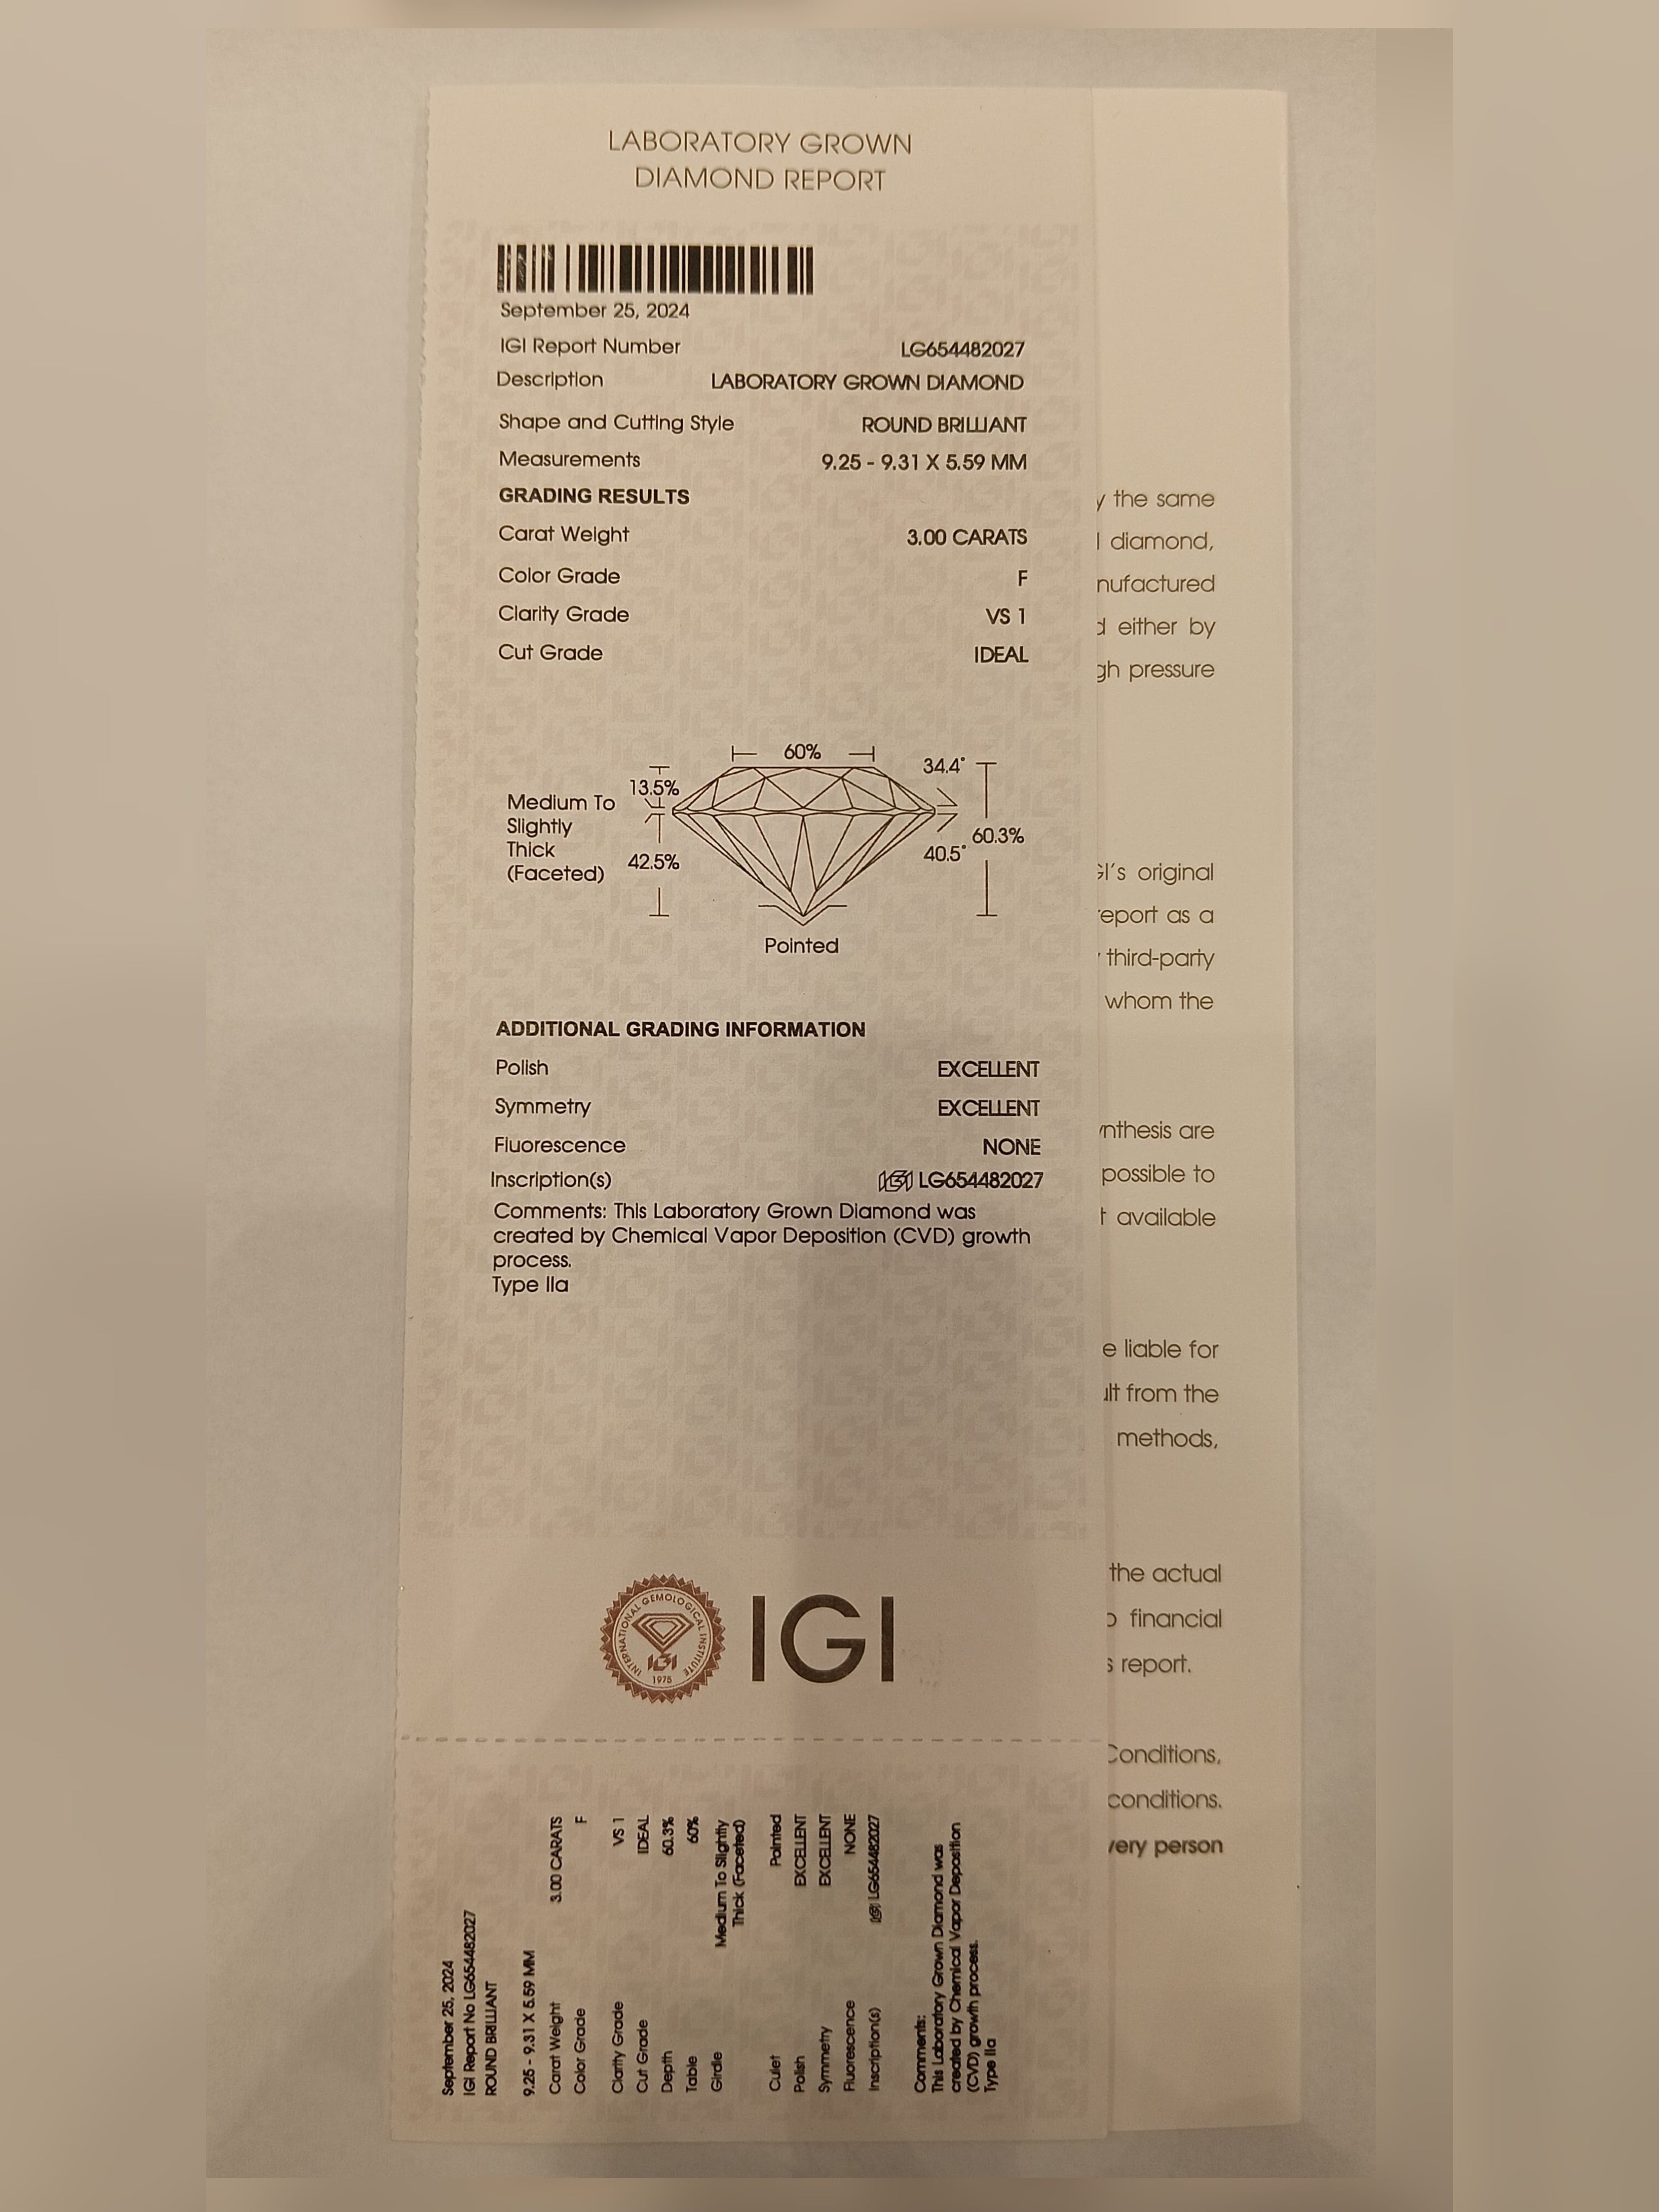 LABORATORY GROWN
DIAMOND REPORT
September 25, 2024
IGI Report Number LG654482027
Description LABORATORY GROWN DIAMOND
Shape and Cutting Style ROUND BRILLIANT
Measurements 9.25 - 9.31 X 5.59 MM
GRADING RESULTS
Carat Weight 3.00 CARATS
Color Grade F
Clarity Grade VS 1
Cut Grade IDEAL
60%
34.4°
13.5%
Medium To
Slightly
Thick
(Faceted)
60.3%
42.5%
40.5°
Pointed
ADDITIONAL GRADING INFORMATION
Polish EXCELLENT
Symmetry EXCELLENT
Fluorescence NONE
Inscription(s) IGI LG654482027
Comments: This Laboratory Grown Diamond was
created by Chemical Vapor Deposition (CVD) growth
process.
Type IIa
INTERNATIONAL GEMOLOGICAL INSTITUTE
IGI
1975
IGI
September 25, 2024
IGI Report No LG654482027
ROUND BRILLIANT
9.25 - 9.31 X 5.59 MM
Carat Weight 3.00 CARATS
Color Grade F
Clarity Grade VS 1
Cut Grade IDEAL
Depth 60.3%
Table 60%
Girdle Medium To Slightly
Thick (Faceted)
Culet Pointed
Polish EXCELLENT
Symmetry EXCELLENT
Fluorescence NONE
Inscription(s) IGI LG654482027
Comments:
This Laboratory Grown Diamond was
created by Chemical Vapor Deposition
(CVD) growth process.
Type IIa
y the same
diamond,
nufactured
d either by
gh pressure
GI's original
report as a
third-party
whom the
ynthesis are
possible to
t available
e liable for
ult from the
methods,
the actual
o financial
s report.
Conditions,
conditions.
very person